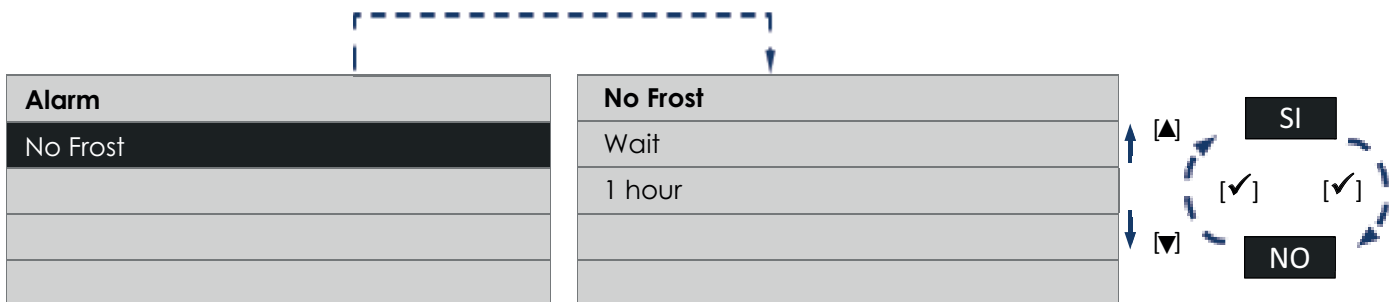 Alarm
No Frost
No Frost
Wait
1 hour
[▲]
[▼]
SI
[✔] [✔]
NO